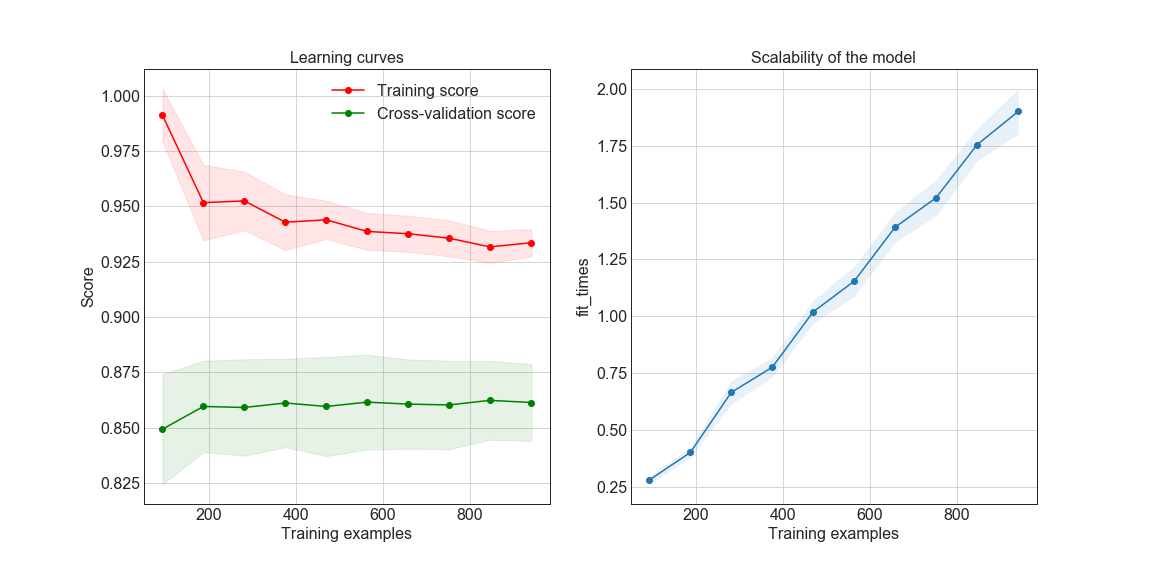 Learning curves
Training score
Cross-validation score
1.000
0.975
0.950
0.925
0.900
0.875
0.850
0.825
Score
200 400 600 800
Training examples
Scalability of the model
2.00
1.75
1.50
1.25
1.00
0.75
0.50
0.25
fit_times
200 400 600 800
Training examples